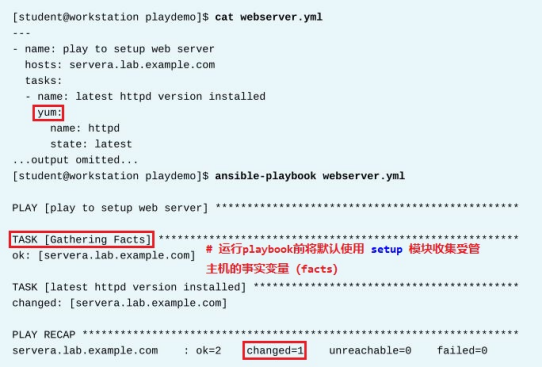 [student@workstation playdemo]$ cat webserver.yml
---
- name: play to setup web server
  hosts: servera.lab.example.com
  tasks:
  - name: latest httpd version installed
    yum:
      name: httpd
      state: latest
...output omitted...
[student@workstation playdemo]$ ansible-playbook webserver.yml
PLAY [play to setup web server] ************************************************
TASK [Gathering Facts] *********************************************************
# 运行playbook前将默认使用 setup 模块收集受管
ok: [servera.lab.example.com]
主机的事实变量 (facts)
TASK [latest httpd version installed] ******************************************
changed: [servera.lab.example.com]
PLAY RECAP *********************************************************************
servera.lab.example.com    : ok=2    changed=1    unreachable=0    failed=0